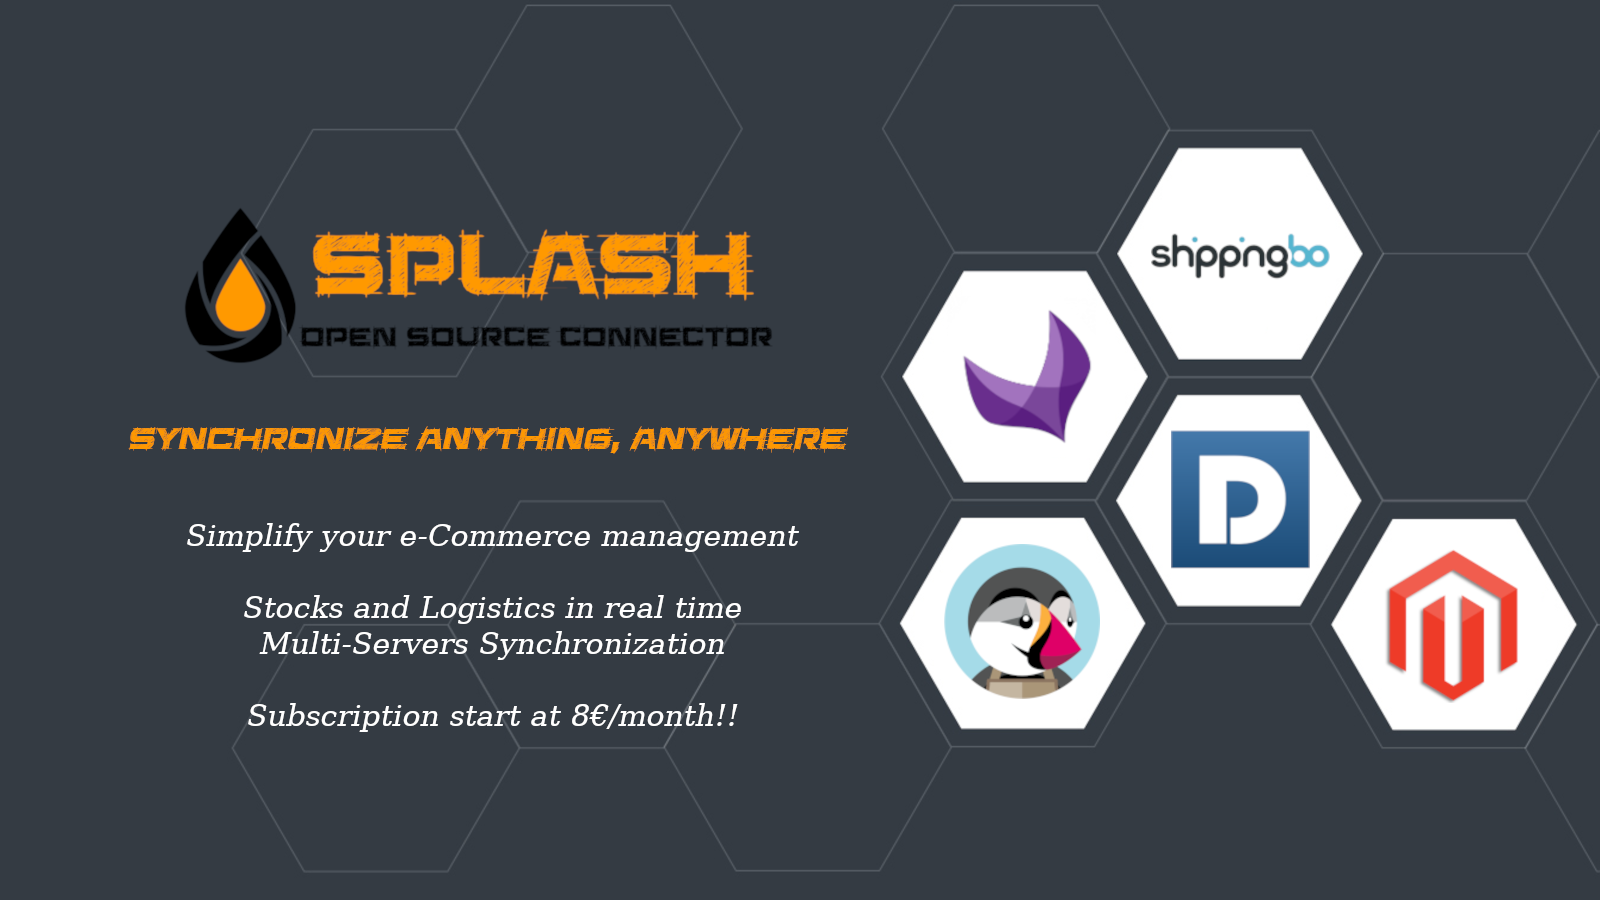 SPLASH
OPEN SOURCE CONNECTOR
SYNCHRONIZE ANYTHING, ANYWHERE
Simplify your e-Commerce management
Stocks and Logistics in real time
Multi-Servers Synchronization
Subscription start at 8€/month!!
shippingbo
D